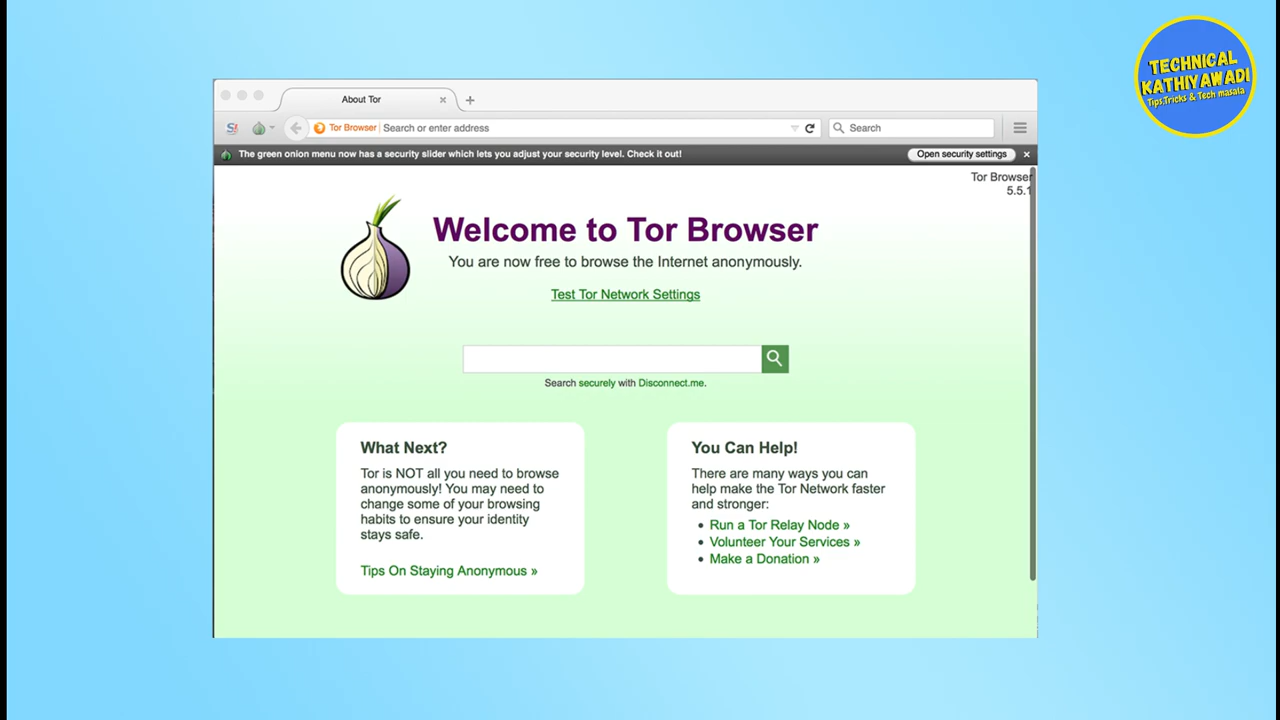 TECHNICAL
KATHIYAWADI
Tips,Tricks & Tech masala
About Tor
S!
Tor Browser
Search or enter address
Search
The green onion menu now has a security slider which lets you adjust your security level. Check it out!
Open security settings
Tor Browser
5.5.1
Welcome to Tor Browser
You are now free to browse the Internet anonymously.
Test Tor Network Settings
Search securely with Disconnect.me.
What Next?
Tor is NOT all you need to browse
anonymously! You may need to
change some of your browsing
habits to ensure your identity
stays safe.
Tips On Staying Anonymous »
You Can Help!
There are many ways you can
help make the Tor Network faster
and stronger:
Run a Tor Relay Node »
Volunteer Your Services »
Make a Donation »